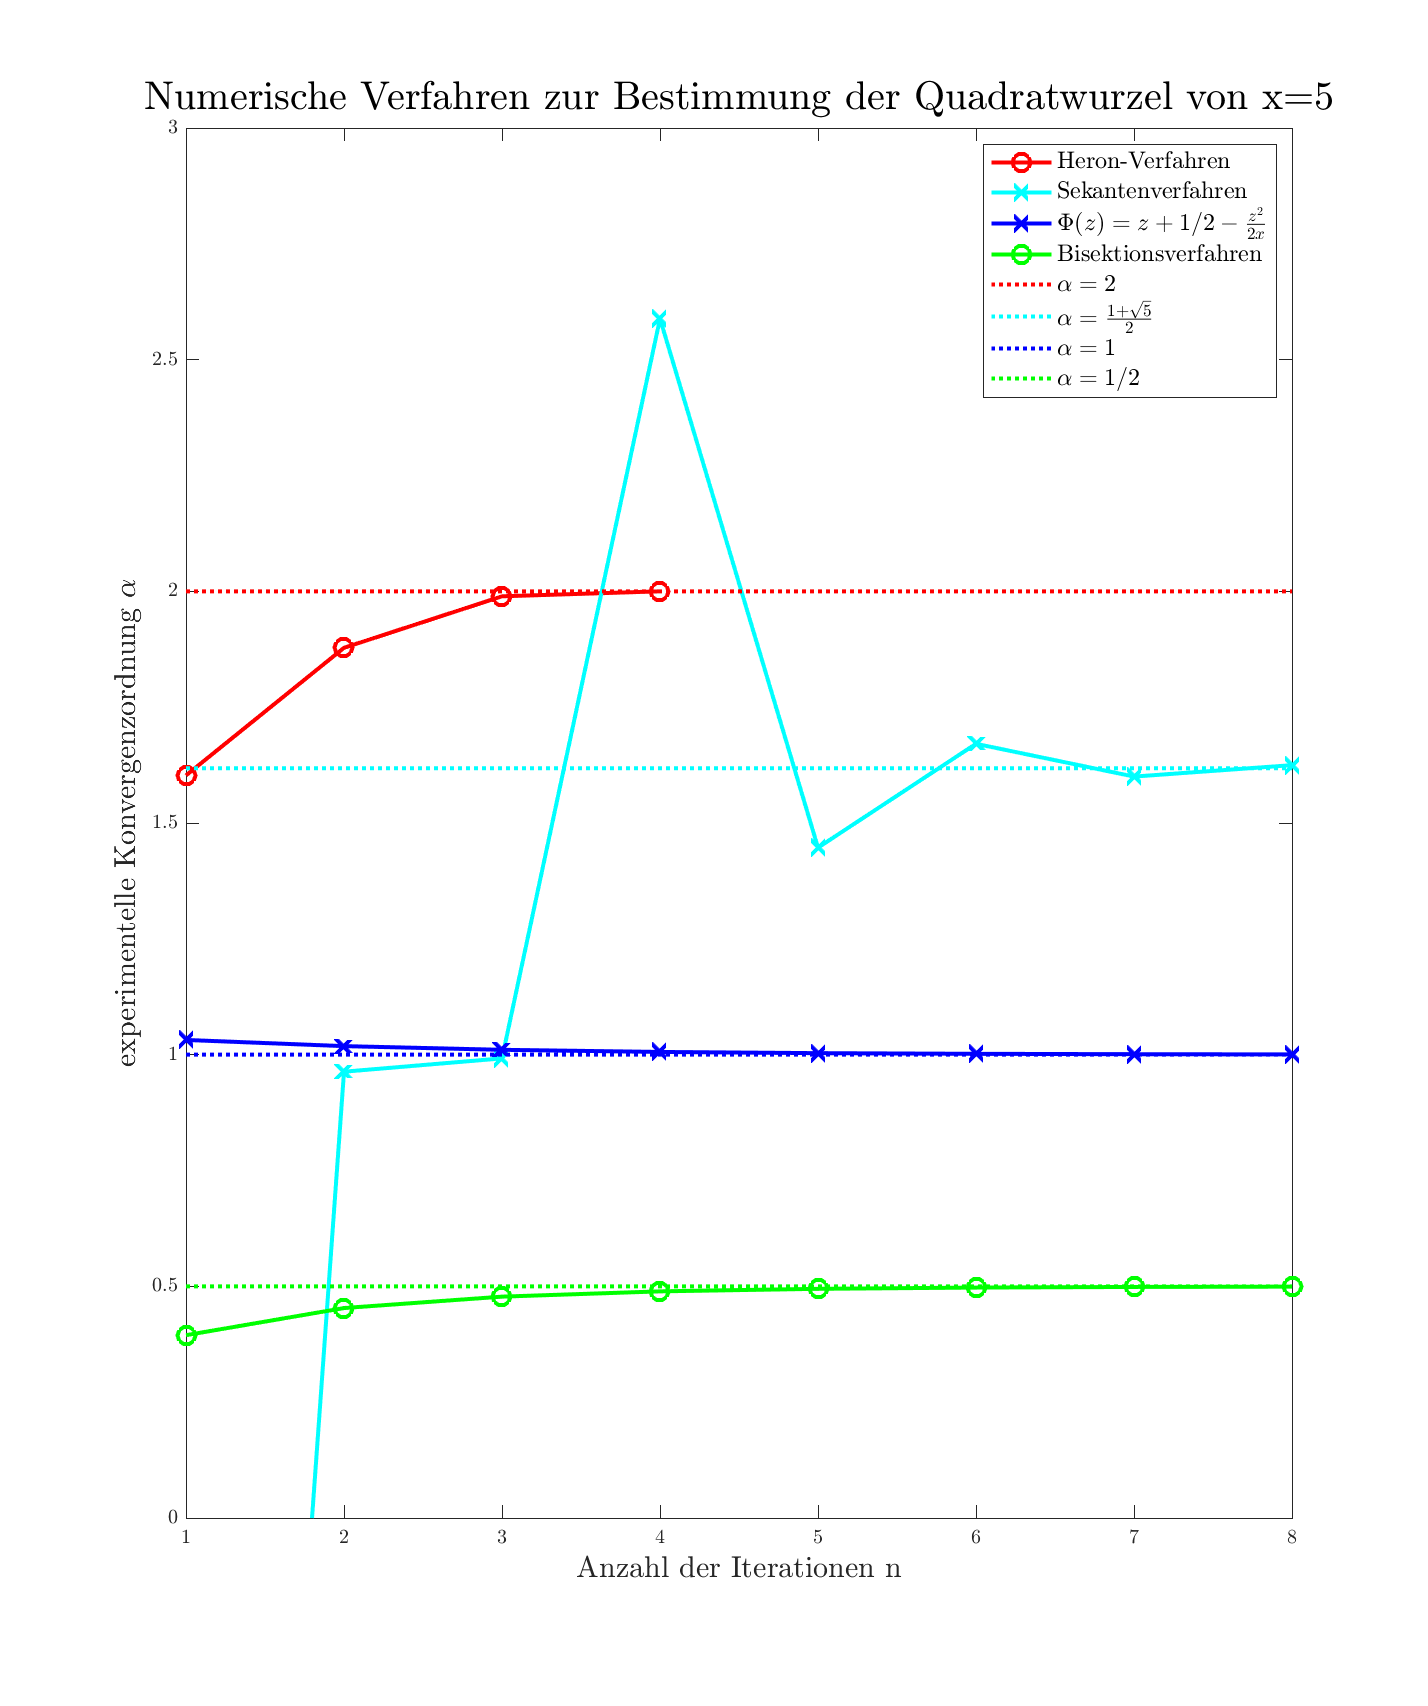 Numerische Verfahren zur Bestimmung der Quadratwurzel von x=5
3
2.5
2
1.5
1
0.5
0
experimentelle Konvergenzordnung α
Heron-Verfahren
Sekantenverfahren
Φ(z) = z + 1/2 − z²/2x
Bisektionsverfahren
α = 2
α = (1+√5)/2
α = 1
α = 1/2
1 2 3 4 5 6 7 8
Anzahl der Iterationen n